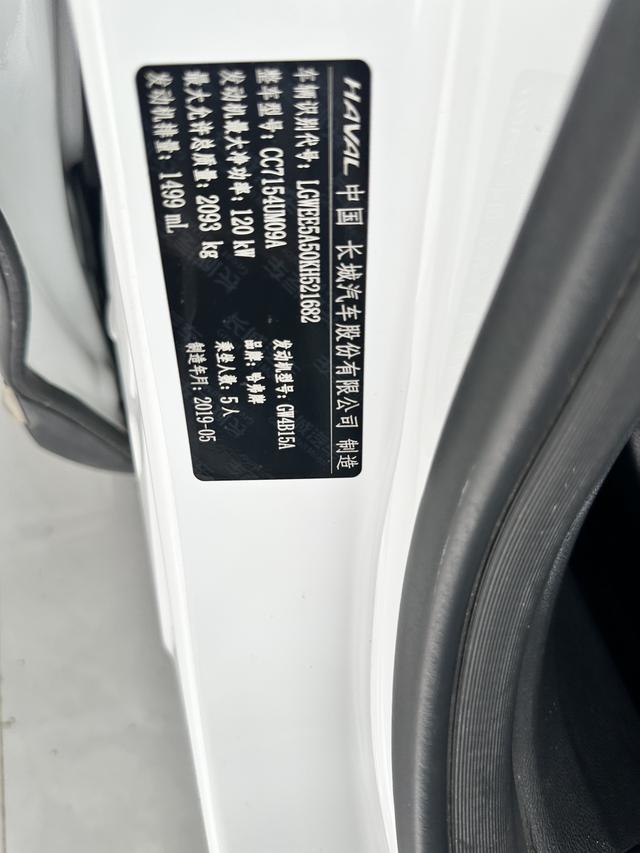 HAVAL 中国 长城汽车股份有限公司 制造
车辆识别代号: LGWEE5A50KH521682
整车型号: CC7154UM09A 发动机型号: GW4B15A
发动机最大净功率: 120 kW 品牌: 哈弗牌
最大允许总质量: 2093 kg 乘坐人数: 5人
发动机排量: 1499 mL 制造年月: 2019-05